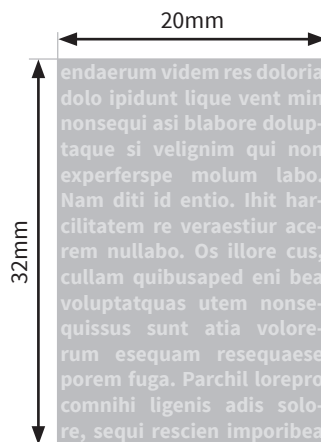 20mm
32mm
endaerum videm res doloria
dolo ipidunt lique vent min
nonsequi asi blabore dolup-
taque si velignim qui non
experferspe molum labo.
Nam diti id entio. Ihit har-
cilitatem re veraestiur ace-
rem nullabo. Os illore cus,
cullam quibusaped eni bea
voluptatquas utem nonse-
quissus sunt atia volore-
rum esequam resequaese
porem fuga. Parchil lorepro
comnihi ligenis adis solo-
re, sequi rescien imporibea